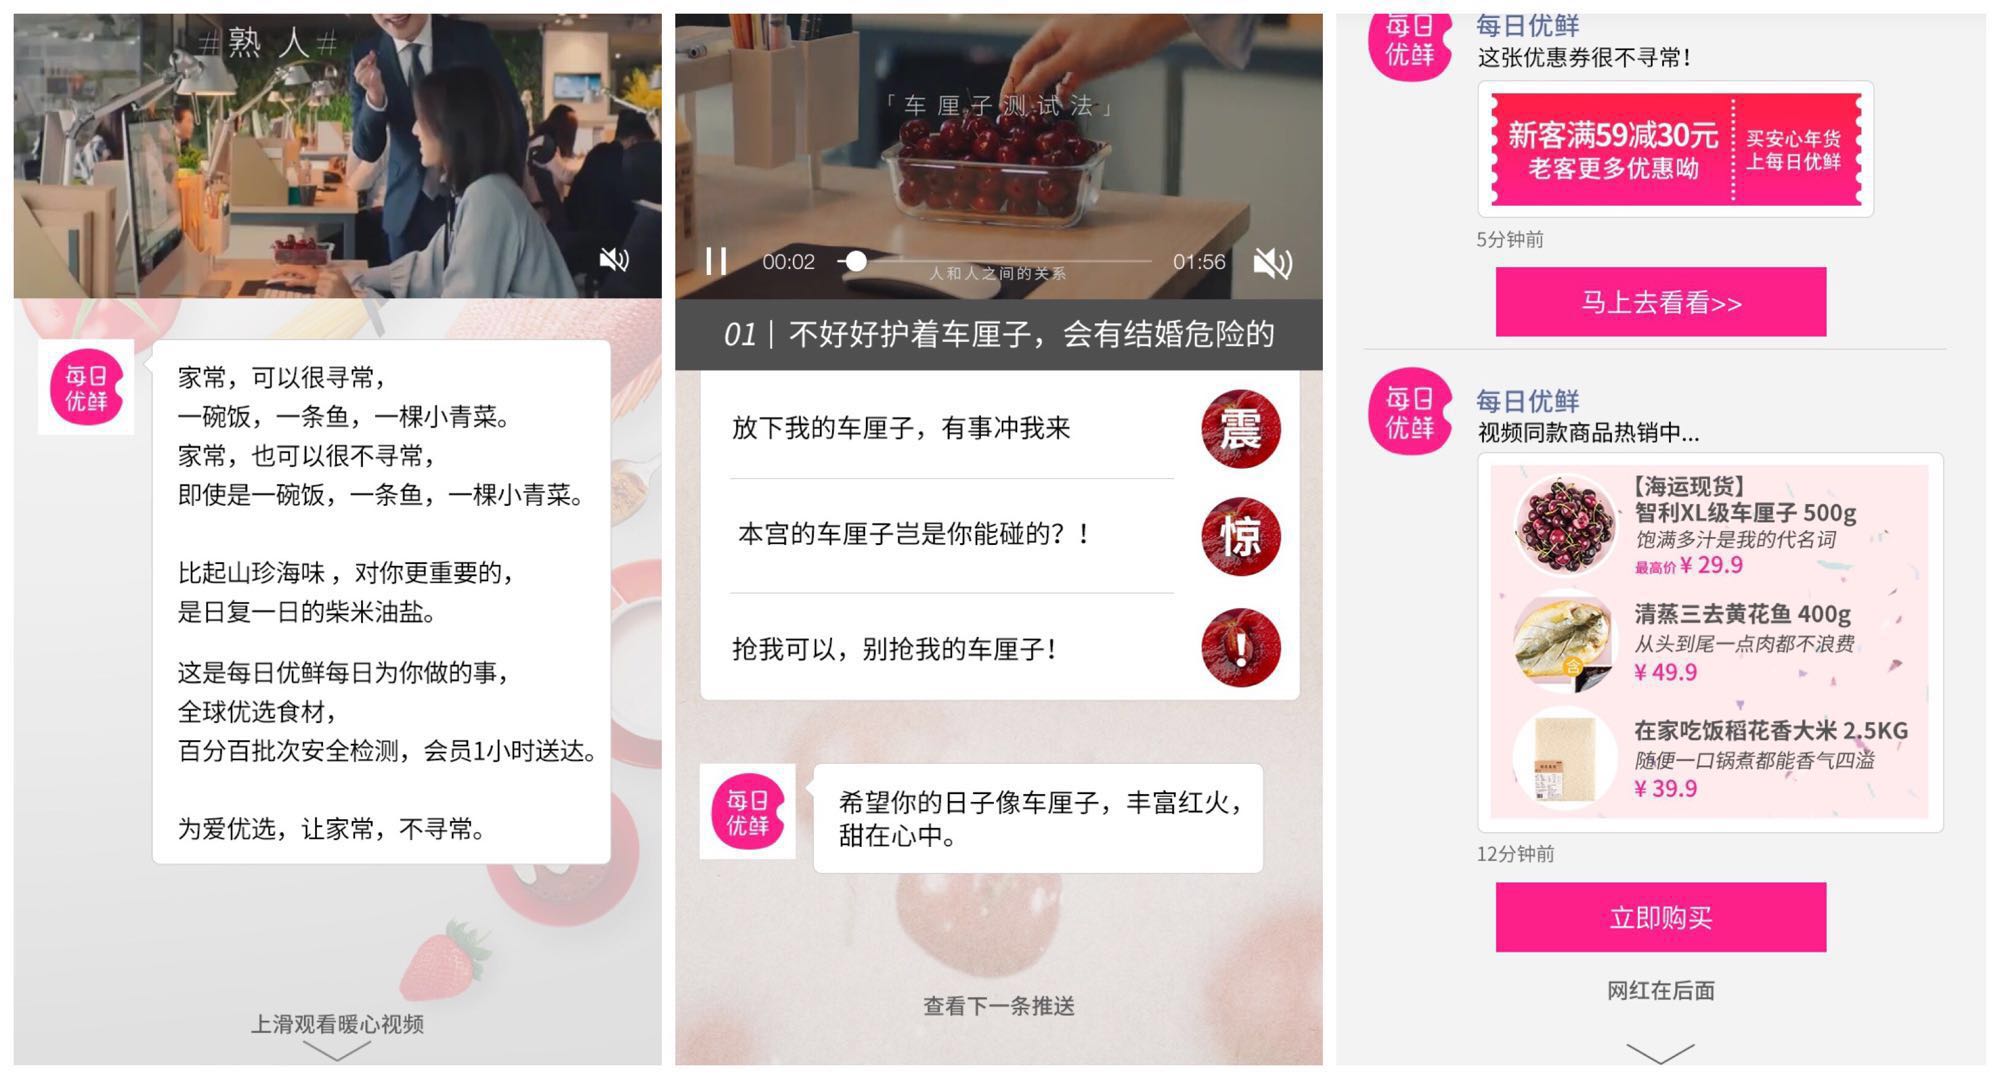 #熟 人#
每日
优鲜
家常，可以很寻常，
一碗饭，一条鱼，一棵小青菜。
家常，也可以很不寻常，
即使是一碗饭，一条鱼，一棵小青菜。
比起山珍海味，对你更重要的，
是日复一日的柴米油盐。
这是每日优鲜每日为你做的事，
全球优选食材，
百分百批次安全检测，会员1小时送达。
为爱优选，让家常，不寻常。
上滑观看暖心视频
「车厘子测试法」
00:02
01:56
人和人之间的关系
01｜不好好护着车厘子，会有结婚危险的
放下我的车厘子，有事冲我来
震
本宫的车厘子岂是你能碰的？！
惊
抢我可以，别抢我的车厘子！
！
每日
优鲜
希望你的日子像车厘子，丰富红火，
甜在心中。
查看下一条推送
每日
优鲜
每日优鲜
这张优惠券很不寻常！
新客满59减30元
老客更多优惠呦
买安心年货
上每日优鲜
5分钟前
马上去看看>>
每日
优鲜
每日优鲜
视频同款商品热销中...
【海运现货】
智利XL级车厘子 500g
饱满多汁是我的代名词
最高价¥ 29.9
清蒸三去黄花鱼 400g
从头到尾一点肉都不浪费
¥ 49.9
含
在家吃饭稻花香大米 2.5KG
随便一口锅煮都能香气四溢
¥ 39.9
12分钟前
立即购买
网红在后面